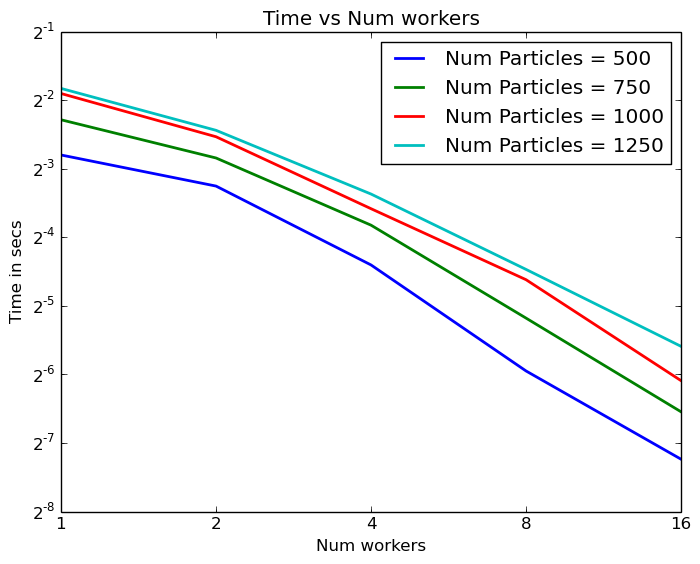 Time vs Num workers
Num Particles = 500
Num Particles = 750
Num Particles = 1000
Num Particles = 1250
Time in secs
2^-1
2^-2
2^-3
2^-4
2^-5
2^-6
2^-7
2^-8
1 2 4 8 16
Num workers